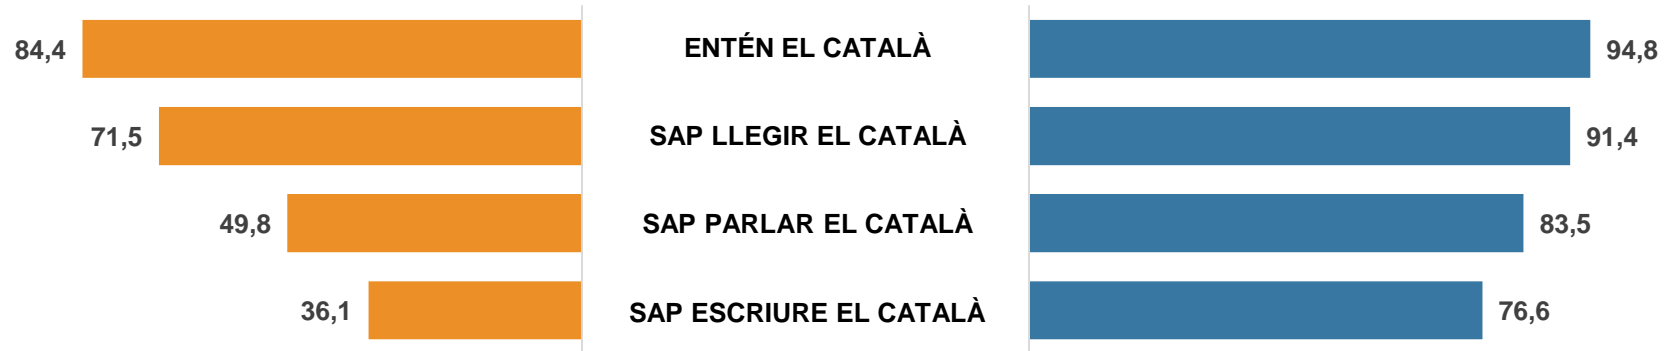 84,4 ENTÉN EL CATALÀ 94,8
71,5 SAP LLEGIR EL CATALÀ 91,4
49,8 SAP PARLAR EL CATALÀ 83,5
36,1 SAP ESCRIURE EL CATALÀ 76,6